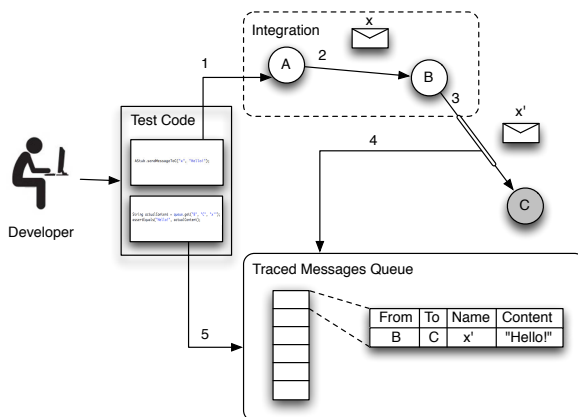 Integration
x
1
A
2
B
3
x'
Test Code
4
C
Developer
Traced Messages Queue
From To Name Content
B C x' "Hello!"
5